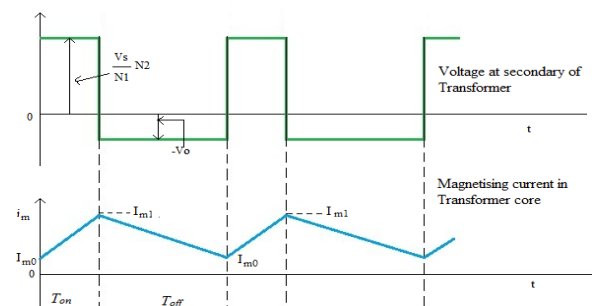 Vs
N1 N2
Voltage at secondary of
Transformer
0
t
-Vo
Magnetising current in
Transformer core
im
Im1
Im1
Im0
Im0
0
t
Ton
Toff